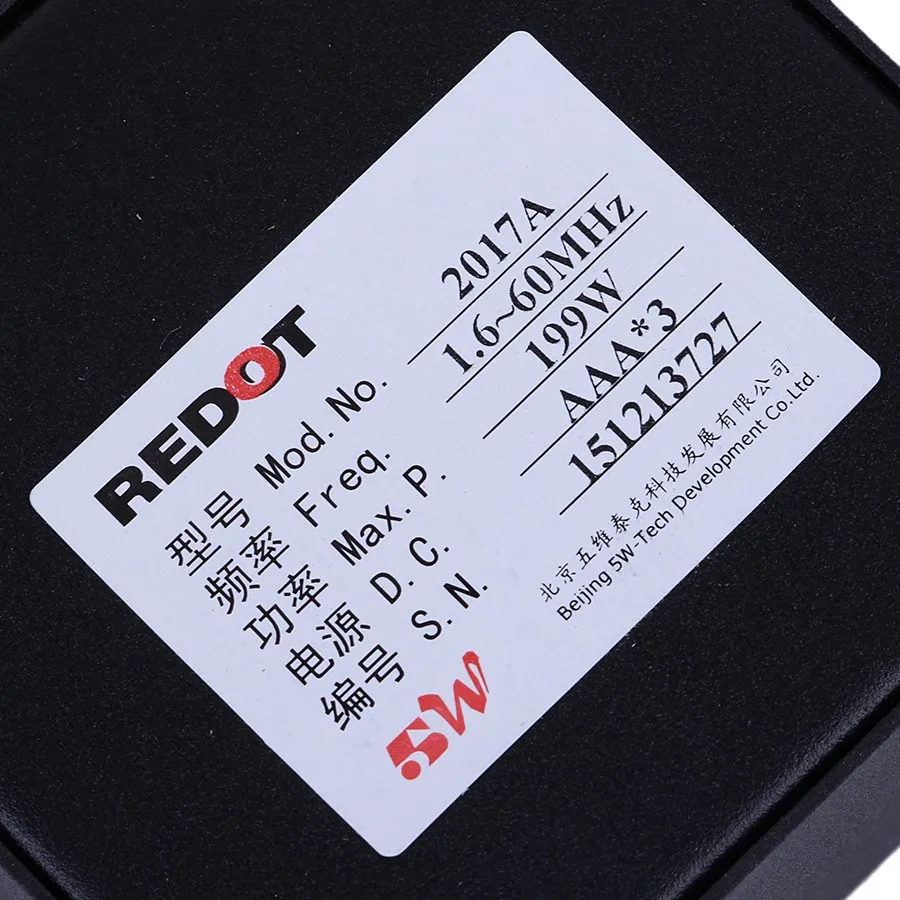 REDOT
型号 Mod.No. 2017A
频率 Freq. 1.6~60MHz
功率 Max.P. 199W
电源 D.C. AAA*3
编号 S.N. 151213727
5W
北京五维泰克科技发展有限公司
Beijing 5W-Tech Development Co.Ltd.